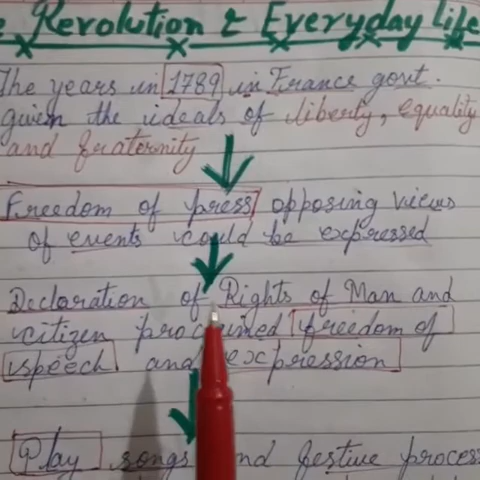 e Revolution & Everyday Life
The years in 1789 in France govt.
given the ideals of liberty, equality
and fraternity
Freedom of press opposing views
of events could be expressed
Declaration of Rights of Man and
citizen proclaimed freedom of
speech and expression
Play songs and festive process